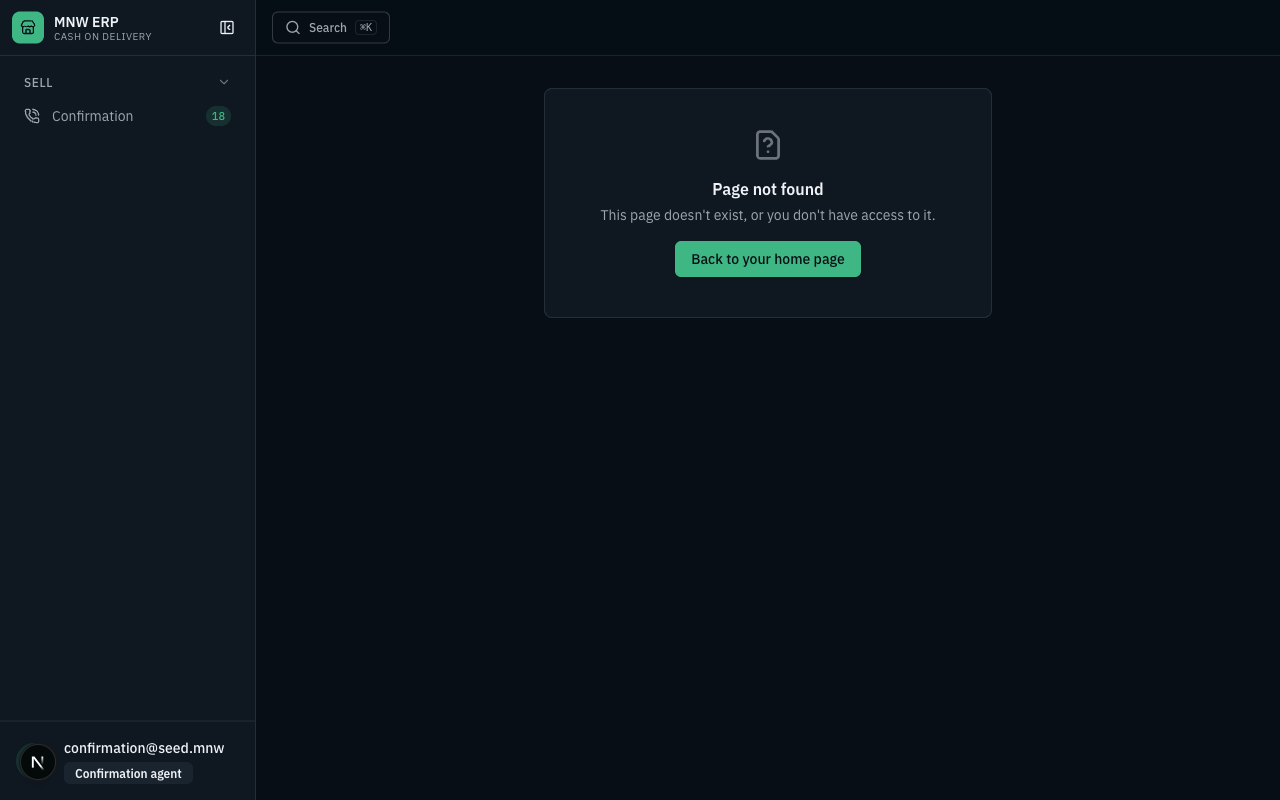 MNW ERP
CASH ON DELIVERY
Search ⌘K
SELL
Confirmation 18
Page not found
This page doesn't exist, or you don't have access to it.
Back to your home page
N
confirmation@seed.mnw
Confirmation agent